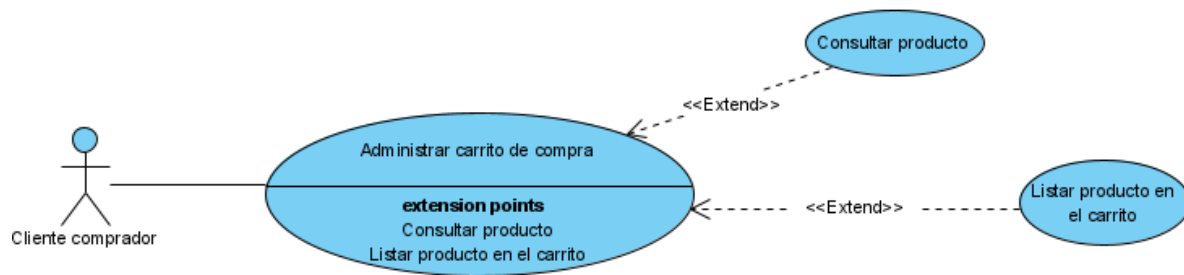 Consultar producto
<<Extend>>
Administrar carrito de compra
extension points
Consultar producto
Listar producto en el carrito
<<Extend>>
Listar producto en
el carrito
Cliente comprador